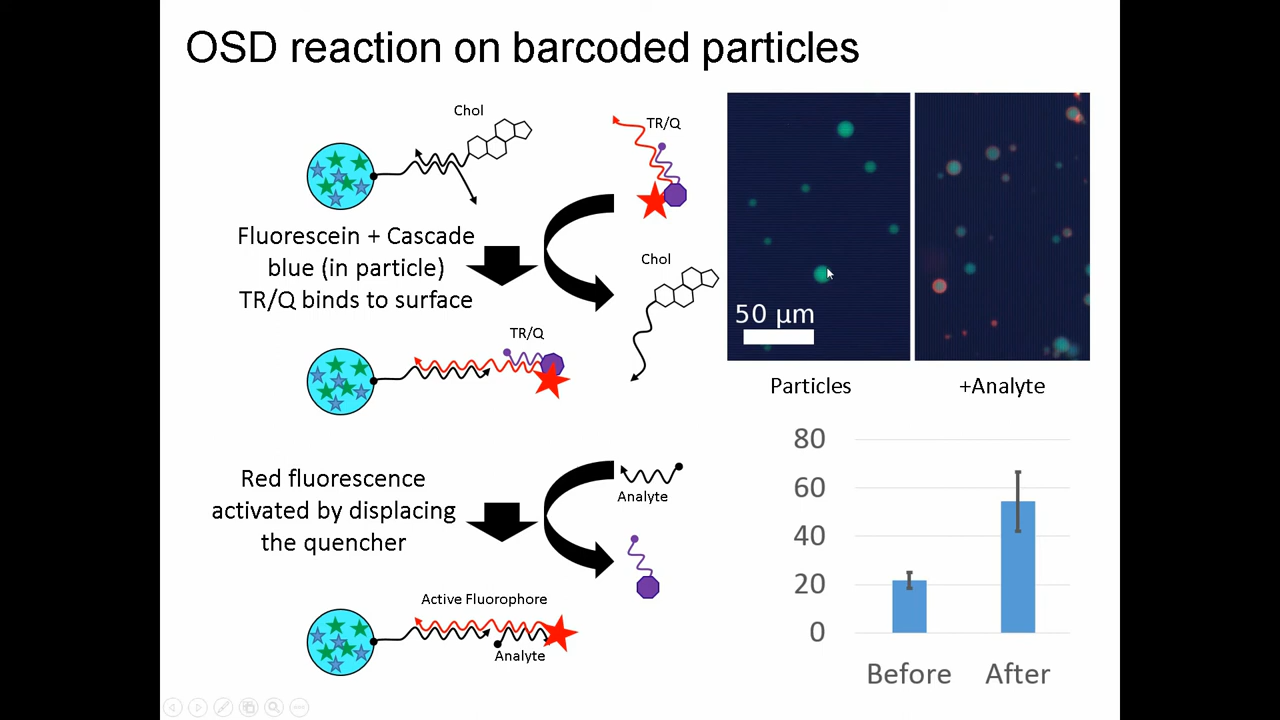 OSD reaction on barcoded particles
Chol
TR/Q
Fluorescein + Cascade
blue (in particle)
TR/Q binds to surface
Chol
TR/Q
50 µm
Particles
+Analyte
Red fluorescence
activated by displacing
the quencher
Analyte
Active Fluorophore
Analyte
80
60
40
20
0
Before
After